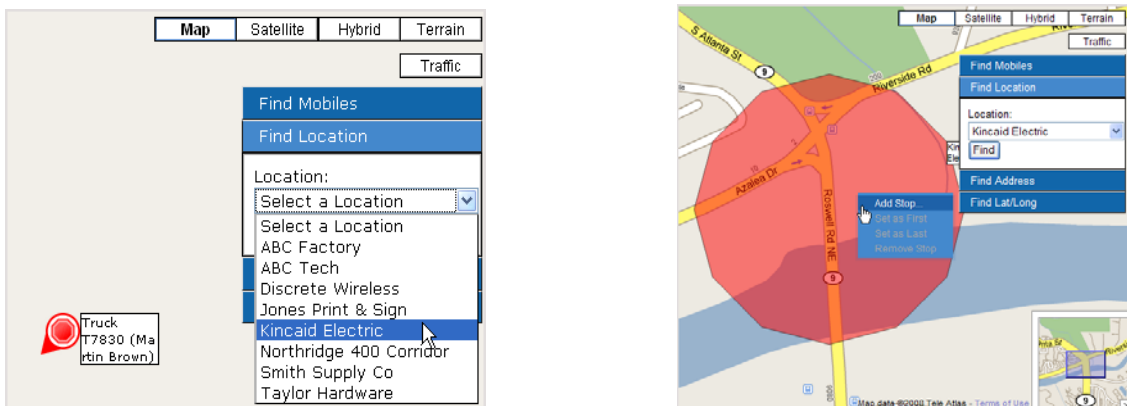 Map Satellite Hybrid Terrain
Traffic
Find Mobiles
Find Location
Location:
Select a Location
Select a Location
ABC Factory
ABC Tech
Discrete Wireless
Jones Print & Sign
Kincaid Electric
Northridge 400 Corridor
Smith Supply Co
Taylor Hardware
Truck
T7830 (Ma
rtin Brown)
Map Satellite Hybrid Terrain
Traffic
S Atlanta St
9
Riverside Rd
Find Mobiles
Find Location
Location:
Kincaid Electric
Find
Find Address
Find Lat/Long
Kin
Ele
Azalea Dr
Roswell Rd NE
Add Stop...
Set as First
Set as Last
Remove Stop
9
9
Map data ©2008 Tele Atlas - Terms of Use